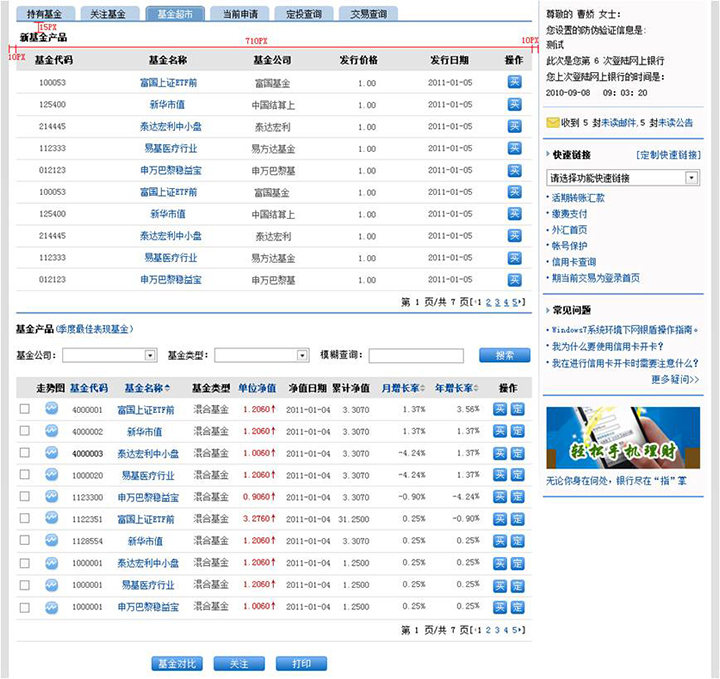 持有基金 关注基金 基金超市 当前申请 定投查询 交易查询
15PX
新基金产品
710PX
10PX
10PX
基金代码 基金名称 基金公司 发行价格 发行日期 操作
100053 富国上证ETF前 富国基金 1.00 2011-01-05 买
125400 新华市值 中国结算上 1.00 2011-01-05 买
214445 泰达宏利中小盘 泰达宏利 1.00 2011-01-05 买
112333 易基医疗行业 易方达基金 1.00 2011-01-05 买
012123 申万巴黎稳益宝 申万巴黎基 1.00 2011-01-05 买
100053 富国上证ETF前 富国基金 1.00 2011-01-05 买
125400 新华市值 中国结算上 1.00 2011-01-05 买
214445 泰达宏利中小盘 泰达宏利 1.00 2011-01-05 买
112333 易基医疗行业 易方达基金 1.00 2011-01-05 买
012123 申万巴黎稳益宝 申万巴黎基 1.00 2011-01-05 买
第 1 页/共 7 页[1 2 3 4 5]
基金产品(季度最佳表现基金)
基金公司: 基金类型: 模糊查询: 搜索
走势图 基金代码 基金名称 基金类型 单位净值 净值日期 累计净值 月增长率 年增长率 操作
4000001 富国上证ETF前 混合基金 1.2060↑ 2011-01-04 3.3070 1.37% 3.56% 买 定
4000002 新华市值 混合基金 1.2060↑ 2011-01-04 3.3070 1.37% 1.37% 买 定
4000003 泰达宏利中小盘 混合基金 1.0060↑ 2011-01-04 3.3070 -4.24% 1.37% 买 定
1000020 易基医疗行业 混合基金 1.2060↑ 2011-01-04 3.3070 1.37% -4.24% 买 定
1123300 申万巴黎稳益宝 混合基金 0.9060↑ 2011-01-04 3.3070 -0.90% -4.24% 买 定
1122351 富国上证ETF前 混合基金 3.2760↑ 2011-01-04 31.2500 0.25% -0.90% 买 定
1128554 新华市值 混合基金 1.2060↑ 2011-01-04 3.3070 0.25% 0.25% 买 定
1000001 泰达宏利中小盘 混合基金 1.2060↑ 2011-01-04 1.2500 0.25% 0.25% 买 定
1000001 易基医疗行业 混合基金 1.2060↑ 2011-01-04 1.2500 0.25% 0.25% 买 定
1000001 申万巴黎稳益宝 混合基金 1.0060↑ 2011-01-04 1.2500 0.25% 0.25% 买 定
第 1 页/共 7 页[1 2 3 4 5]
基金对比 关注 打印
尊敬的 曹娇 女士:
您设置的防伪验证信息是:
测试
此次是您第 6 次登陆网上银行
您上次登陆网上银行的时间是:
2010-09-08 09: 03: 20
收到 5 封未读邮件,5 封未读公告
快速链接 [定制快速链接]
请选择功能快速链接
活期转账汇款
缴费支付
外汇首页
帐号保护
信用卡查询
期当前交易为登录首页
常见问题
Windows7系统环境下网银盾操作指南。
我为什么要使用信用卡开卡?
我在进行信用卡开卡时需要注意什么?
更多疑问>>
轻松手机理财
无论你身在何处，银行尽在“指”掌